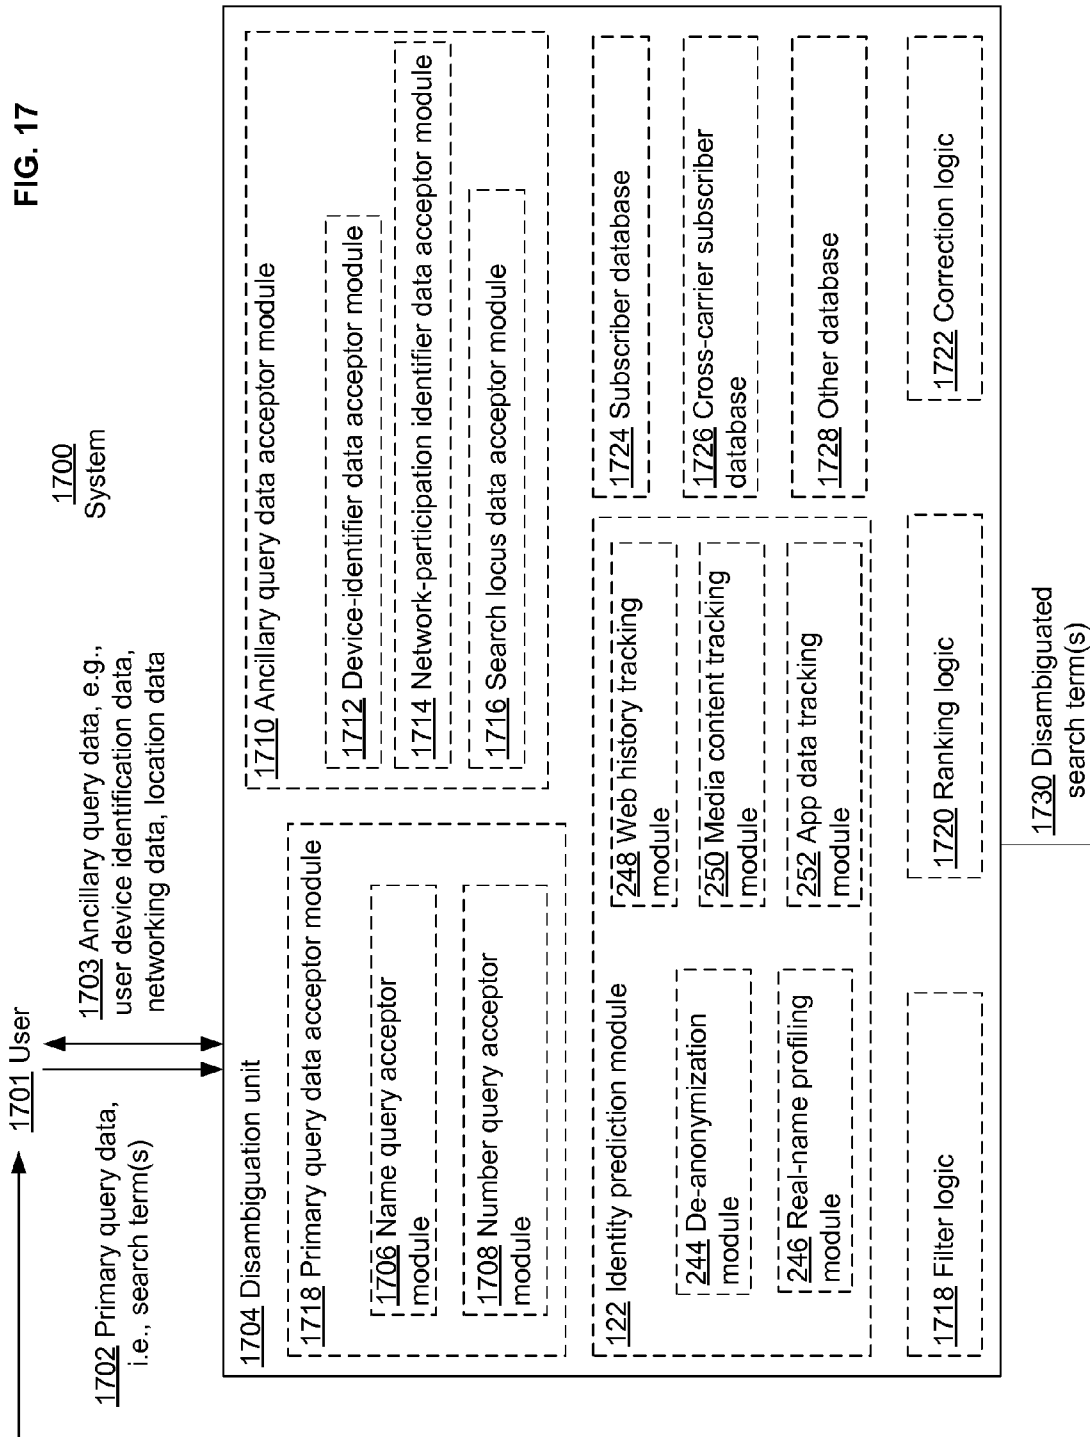 FIG. 17
1700
System
1701 User
1702 Primary query data,
i.e., search term(s)
1703 Ancillary query data, e.g.,
user device identification data,
networking data, location data
1704 Disambiguation unit
1718 Primary query data acceptor module
1706 Name query acceptor
module
1708 Number query acceptor
module
1710 Ancillary query data acceptor module
1712 Device-identifier data acceptor module
1714 Network-participation identifier data acceptor module
1716 Search locus data acceptor module
122 Identity prediction module
244 De-anonymization
module
246 Real-name profiling
module
248 Web history tracking
module
250 Media content tracking
module
252 App data tracking
module
1724 Subscriber database
1726 Cross-carrier subscriber
database
1728 Other database
1718 Filter logic
1720 Ranking logic
1722 Correction logic
1730 Disambiguated
search term(s)